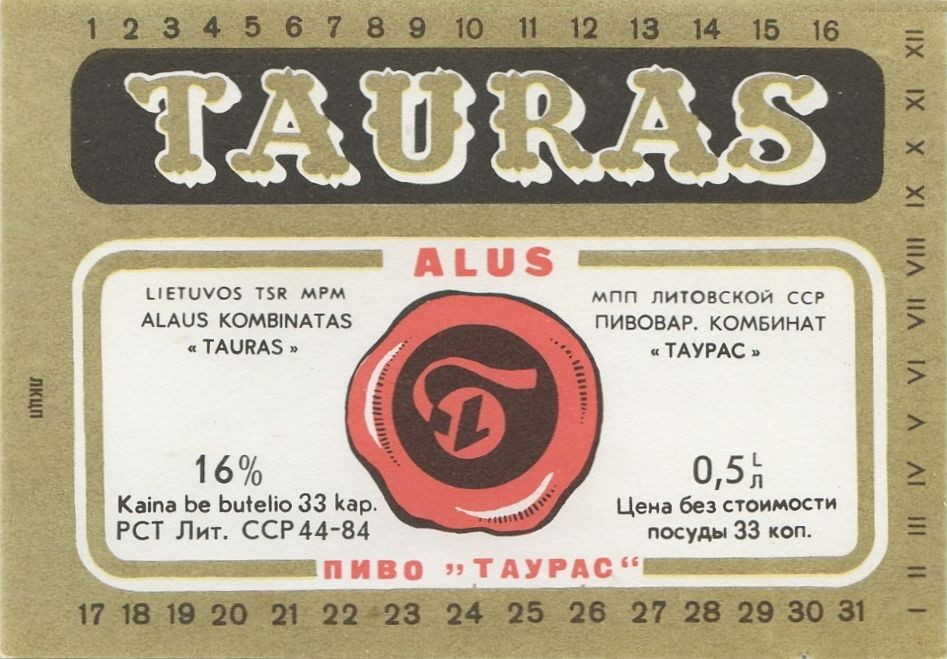 1 2 3 4 5 6 7 8 9 10 11 12 13 14 15 16
TAURAS
ALUS
LIETUVOS TSR MPM
ALAUS KOMBINATAS
« TAURAS »
МПП ЛИТОВСКОЙ ССР
ПИВОВАР. КОМБИНАТ
« ТАУРАС »
16%
Kaina be butelio 33 kap.
РСТ Лит. ССР 44-84
0,5 L
Л
Цена без стоимости
посуды 33 коп.
ПИВО „ТАУРАС“
17 18 19 20 21 22 23 24 25 26 27 28 29 30 31
I II III IV V VI VII VIII IX X XI XII
ЛКЦП